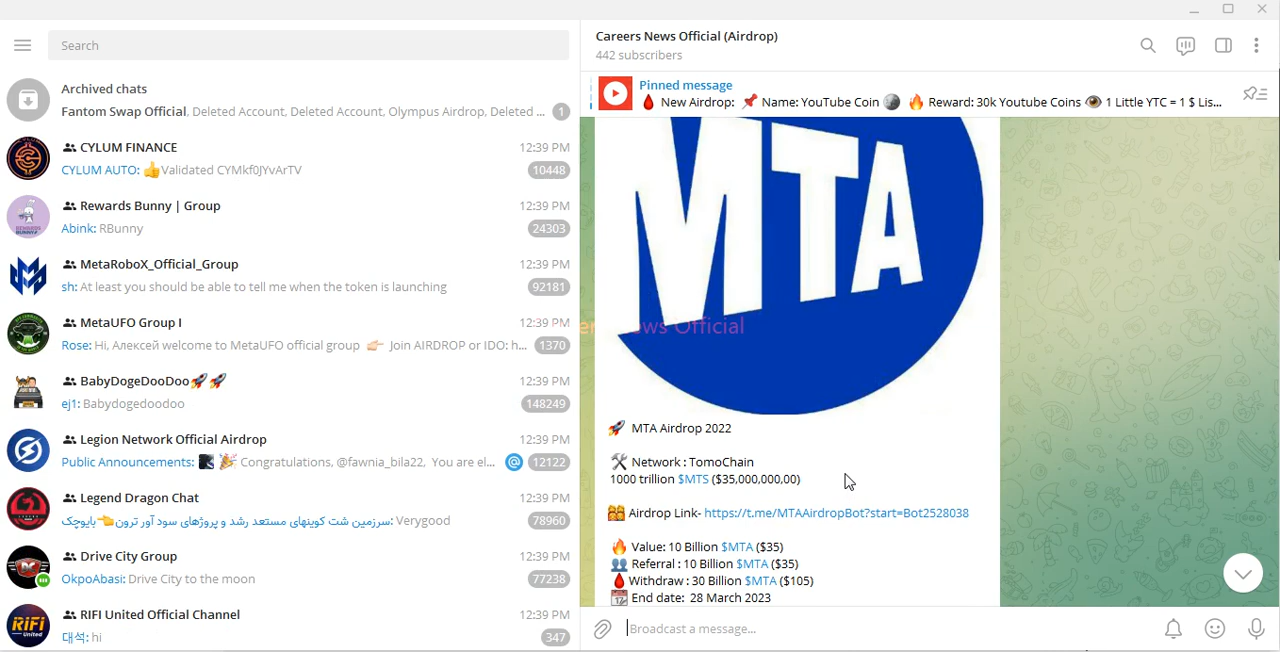 Search
Archived chats
Fantom Swap Official, Deleted Account, Deleted Account, Olympus Airdrop, Deleted ... 1
CYLUM FINANCE 12:39 PM
CYLUM AUTO: 👍Validated CYMkf0JYvArTV 10448
Rewards Bunny | Group 12:39 PM
Abink: RBunny 24303
MetaRoboX_Official_Group 12:39 PM
sh: At least you should be able to tell me when the token is launching 92181
MetaUFO Group I 12:39 PM
Rose: Hi, Алексей welcome to MetaUFO official group 👉🏻 Join AIRDROP or IDO: h... 1370
BabyDogeDooDoo🚀🚀 12:39 PM
ej1: Babydogedoodoo 148249
Legion Network Official Airdrop 12:39 PM
Public Announcements: 🎉 Congratulations, @fawnia_bila22, You are el... @ 12122
Legend Dragon Chat 12:39 PM
سرزمین شت کوینهای مستعد رشد و پروژهای سود آور ترون👈بایوچک: Verygood 78960
Drive City Group 12:39 PM
OkpoAbasi: Drive City to the moon 77238
RIFI United Official Channel 12:39 PM
대석: hi 347
RiFi
United
Careers News Official (Airdrop)
442 subscribers
Pinned message
🩸 New Airdrop: 📌 Name: YouTube Coin 🌚 🔥 Reward: 30k Youtube Coins 👁 1 Little YTC = 1 $ Lis...
MTA
News Official
🚀 MTA Airdrop 2022
🛠 Network : TomoChain
1000 trillion $MTS ($35,000,000,00)
👯 Airdrop Link- https://t.me/MTAAirdropBot?start=Bot2528038
🔥 Value: 10 Billion $MTA ($35)
👥 Referral : 10 Billion $MTA ($35)
🩸 Withdraw : 30 Billion $MTA ($105)
📆 End date: 28 March 2023
Broadcast a message...